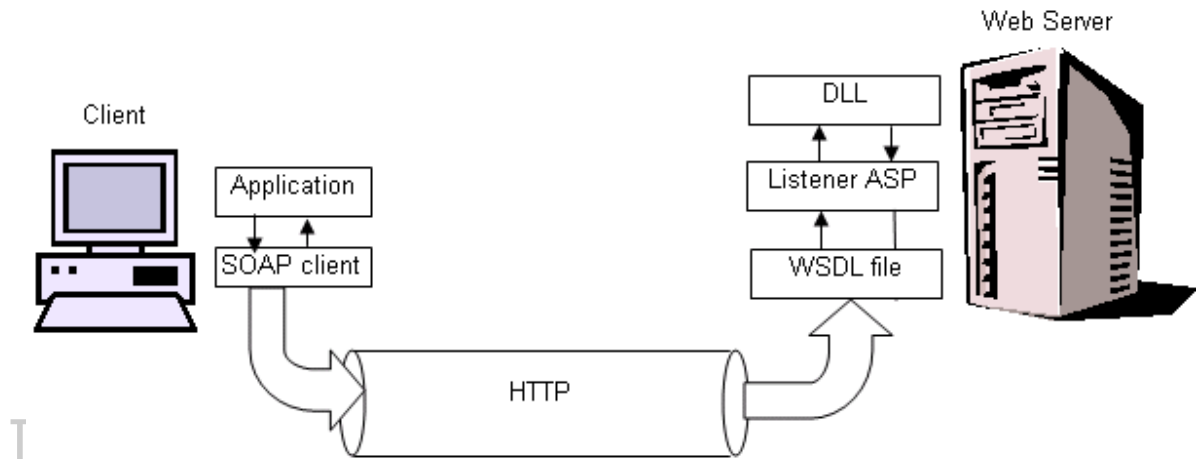 Web Server
Client
DLL
Application
Listener ASP
SOAP client
WSDL file
HTTP